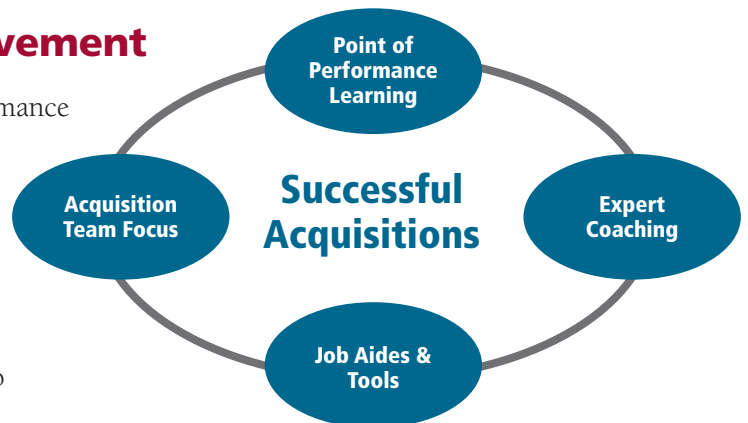 vement
mance
Point of
Performance
Learning
Acquisition
Team Focus
Successful
Acquisitions
Expert
Coaching
Job Aides &
Tools